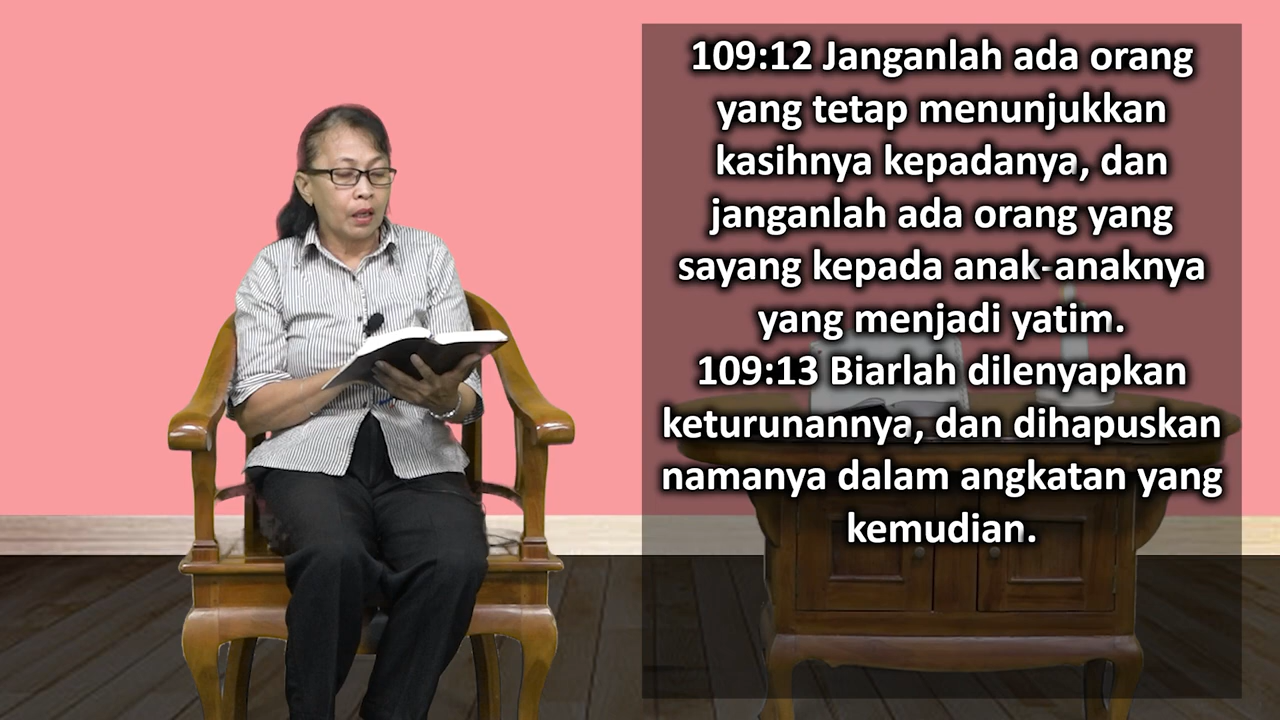 109:12 Janganlah ada orang
yang tetap menunjukkan
kasihnya kepadanya, dan
janganlah ada orang yang
sayang kepada anak-anaknya
yang menjadi yatim.
109:13 Biarlah dilenyapkan
keturunannya, dan dihapuskan
namanya dalam angkatan yang
kemudian.